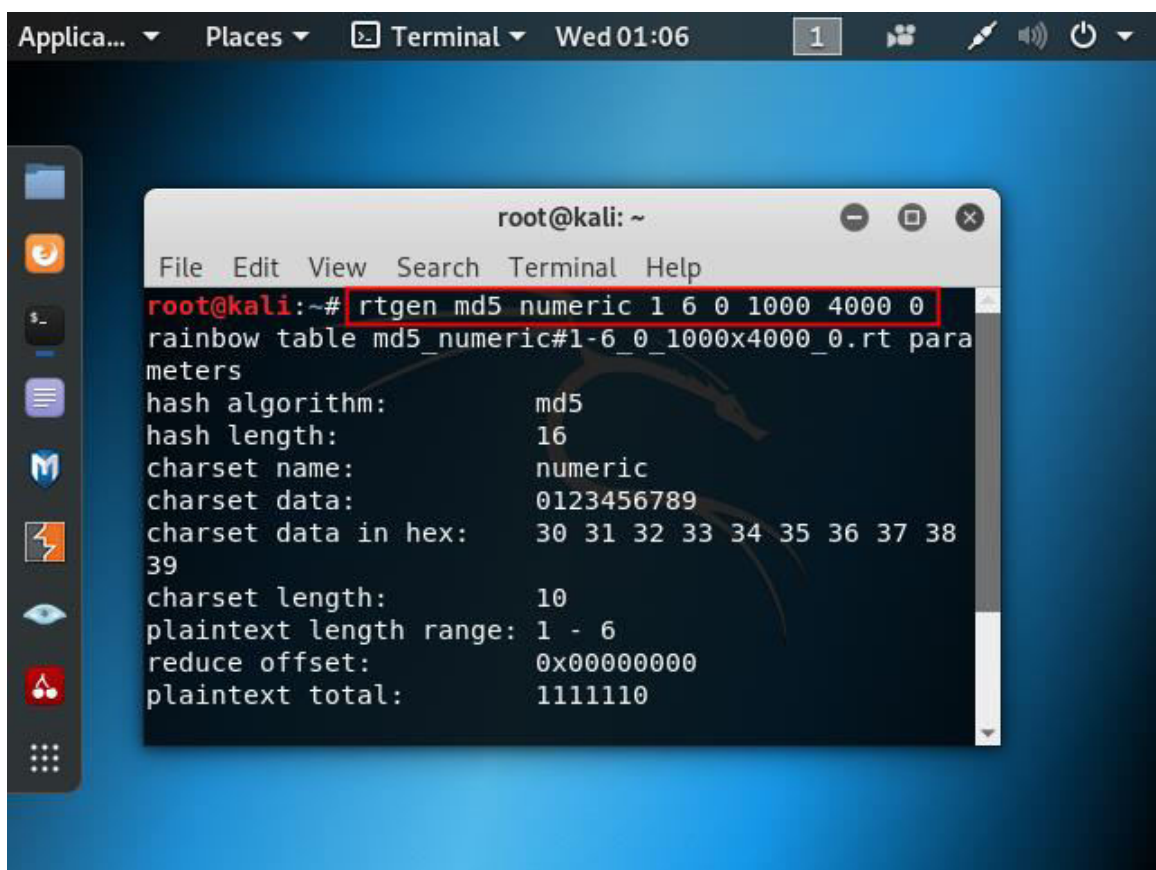 Applica... Places Terminal Wed 01:06 1
root@kali: ~
File Edit View Search Terminal Help
root@kali:~# rtgen md5 numeric 1 6 0 1000 4000 0
rainbow table md5_numeric#1-6_0_1000x4000_0.rt para
meters
hash algorithm: md5
hash length: 16
charset name: numeric
charset data: 0123456789
charset data in hex: 30 31 32 33 34 35 36 37 38
39
charset length: 10
plaintext length range: 1 - 6
reduce offset: 0x00000000
plaintext total: 1111110
$_
M